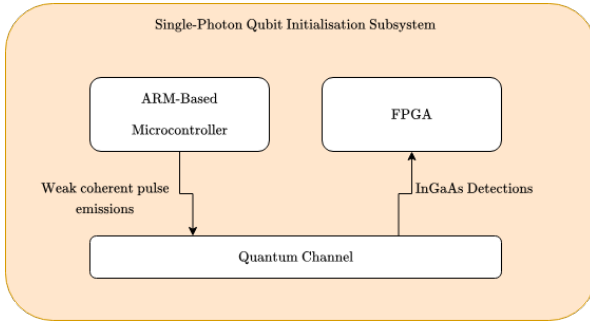 Single-Photon Qubit Initialisation Subsystem
ARM-Based
Microcontroller
FPGA
Weak coherent pulse
emissions
InGaAs Detections
Quantum Channel